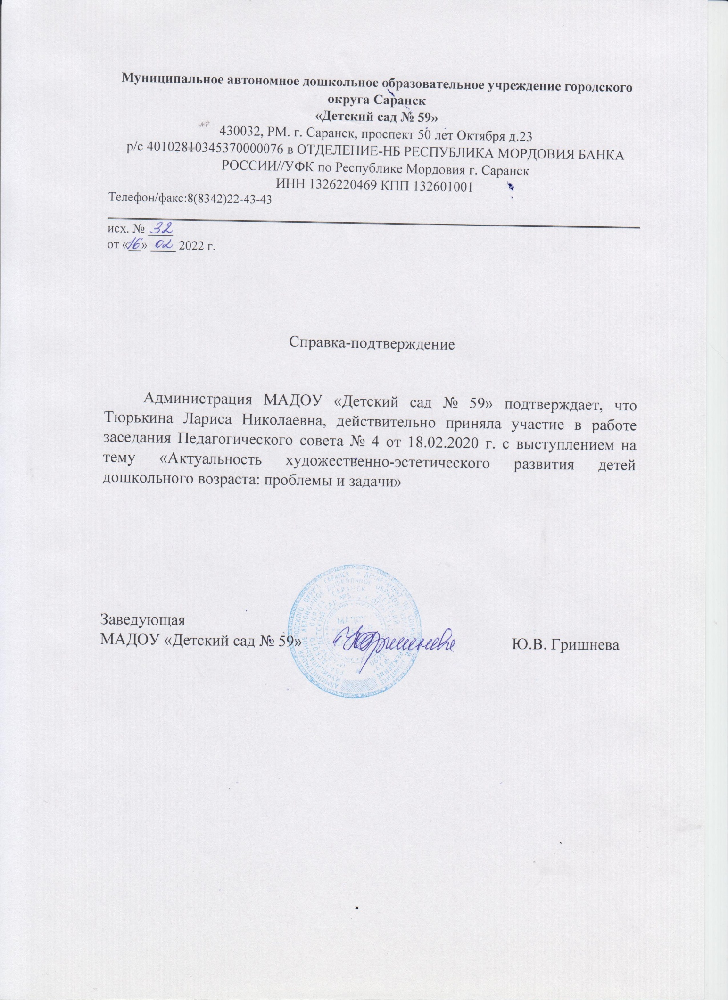 Муниципальное автономное дошкольное образовательное учреждение городского
округа Саранск
«Детский сад № 59»
430032, РМ. г. Саранск, проспект 50 лет Октября д.23
р/с 40102810345370000076 в ОТДЕЛЕНИЕ-НБ РЕСПУБЛИКА МОРДОВИЯ БАНКА
РОССИИ//УФК по Республике Мордовия г. Саранск
ИНН 1326220469 КПП 132601001
Телефон/факс:8(8342)22-43-43
исх. № 32
от «16» 02 2022 г.
Справка-подтверждение
Администрация МАДОУ «Детский сад № 59» подтверждает, что
Тюрькина Лариса Николаевна, действительно приняла участие в работе
заседания Педагогического совета № 4 от 18.02.2020 г. с выступлением на
тему «Актуальность художественно-эстетического развития детей
дошкольного возраста: проблемы и задачи»
Заведующая
МАДОУ «Детский сад № 59» Ю.В. Гришнева